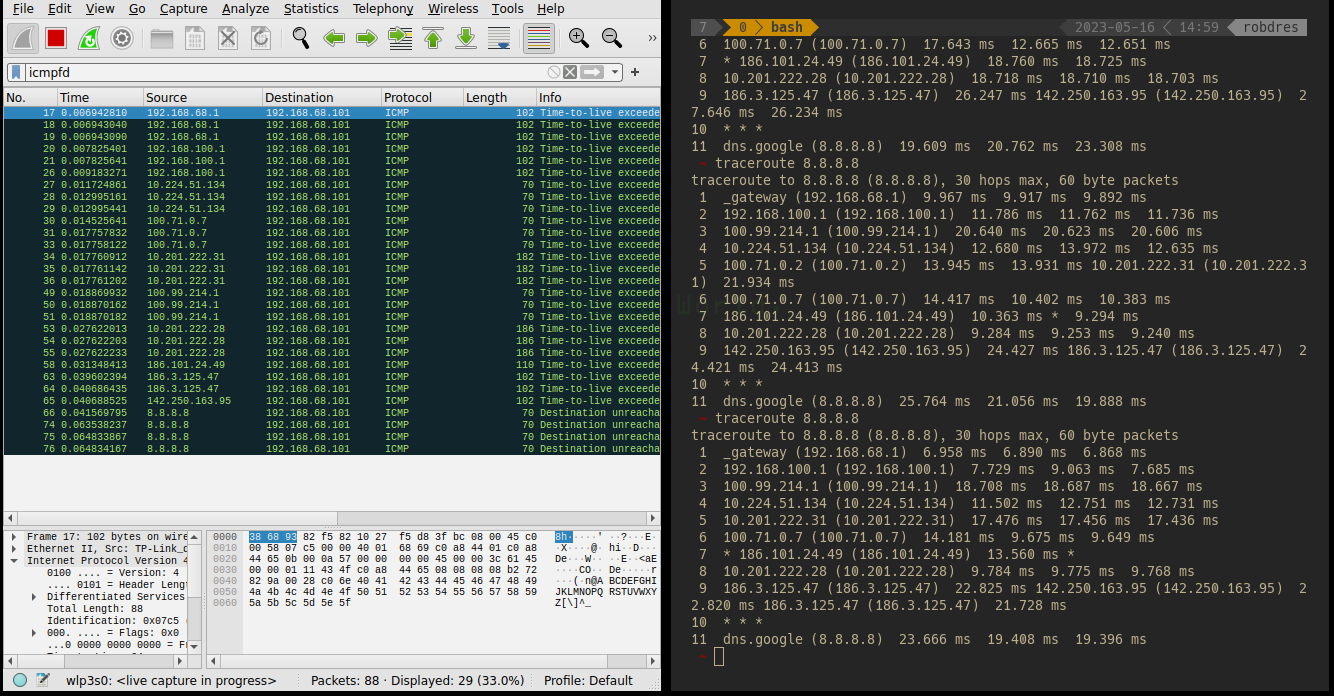 File Edit View Go Capture Analyze Statistics Telephony Wireless Tools Help
icmpfd
No. Time Source Destination Protocol Length Info
17 0.006942810 192.168.68.1 192.168.68.101 ICMP 102 Time-to-live exceede
18 0.006943040 192.168.68.1 192.168.68.101 ICMP 102 Time-to-live exceede
19 0.006943090 192.168.68.1 192.168.68.101 ICMP 102 Time-to-live exceede
20 0.007825401 192.168.100.1 192.168.68.101 ICMP 102 Time-to-live exceede
21 0.007825641 192.168.100.1 192.168.68.101 ICMP 102 Time-to-live exceede
26 0.009183271 192.168.100.1 192.168.68.101 ICMP 102 Time-to-live exceede
27 0.011724861 10.224.51.134 192.168.68.101 ICMP 70 Time-to-live exceede
28 0.012995161 10.224.51.134 192.168.68.101 ICMP 70 Time-to-live exceede
29 0.012995441 10.224.51.134 192.168.68.101 ICMP 70 Time-to-live exceede
30 0.014525641 100.71.0.7 192.168.68.101 ICMP 70 Time-to-live exceede
31 0.017757832 100.71.0.7 192.168.68.101 ICMP 70 Time-to-live exceede
33 0.017758122 100.71.0.7 192.168.68.101 ICMP 70 Time-to-live exceede
34 0.017760912 10.201.222.31 192.168.68.101 ICMP 182 Time-to-live exceede
35 0.017761142 10.201.222.31 192.168.68.101 ICMP 182 Time-to-live exceede
36 0.017761202 10.201.222.31 192.168.68.101 ICMP 182 Time-to-live exceede
49 0.018869932 100.99.214.1 192.168.68.101 ICMP 70 Time-to-live exceede
50 0.018870162 100.99.214.1 192.168.68.101 ICMP 70 Time-to-live exceede
51 0.018870182 100.99.214.1 192.168.68.101 ICMP 70 Time-to-live exceede
53 0.027622013 10.201.222.28 192.168.68.101 ICMP 186 Time-to-live exceede
54 0.027622203 10.201.222.28 192.168.68.101 ICMP 186 Time-to-live exceede
55 0.027622233 10.201.222.28 192.168.68.101 ICMP 186 Time-to-live exceede
58 0.031348413 186.101.24.49 192.168.68.101 ICMP 110 Time-to-live exceede
63 0.039602394 186.3.125.47 192.168.68.101 ICMP 102 Time-to-live exceede
64 0.040686435 186.3.125.47 192.168.68.101 ICMP 102 Time-to-live exceede
65 0.040688525 142.250.163.95 192.168.68.101 ICMP 102 Time-to-live exceede
66 0.041569795 8.8.8.8 192.168.68.101 ICMP 70 Destination unreacha
74 0.063538237 8.8.8.8 192.168.68.101 ICMP 70 Destination unreacha
75 0.064833867 8.8.8.8 192.168.68.101 ICMP 70 Destination unreacha
76 0.064834167 8.8.8.8 192.168.68.101 ICMP 70 Destination unreacha
Frame 17: 102 bytes on wire
Ethernet II, Src: TP-Link_d
Internet Protocol Version 4
0100 .... = Version: 4
.... 0101 = Header Lengt
Differentiated Services
Total Length: 88
Identification: 0x07c5
000. .... = Flags: 0x0
...0 0000 0000 0000 = Fr
0000 38 68 93 82 f5 82 10 27 f5 d8 3f bc 08 00 45 c0 8h·····' ··?···E·
0010 00 58 07 c5 00 00 40 01 68 69 c0 a8 44 01 c0 a8 ·X····@· hi··D···
0020 44 65 0b 00 0a 57 00 00 00 00 45 00 00 3c 61 45 De···W·· ··E··<aE
0030 00 00 01 11 43 4f c0 a8 44 65 08 08 08 08 b2 72 ····CO·· De·····r
0040 82 9a 00 28 c0 6e 40 41 42 43 44 45 46 47 48 49 ···(·n@A BCDEFGHI
0050 4a 4b 4c 4d 4e 4f 50 51 52 53 54 55 56 57 58 59 JKLMNOPQ RSTUVWXY
0060 5a 5b 5c 5d 5e 5f Z[\]^_
wlp3s0: <live capture in progress> Packets: 88 · Displayed: 29 (33.0%) Profile: Default
7 0 bash 2023-05-16 14:59 robdres
6 100.71.0.7 (100.71.0.7) 17.643 ms 12.665 ms 12.651 ms
7 * 186.101.24.49 (186.101.24.49) 18.760 ms 18.725 ms
8 10.201.222.28 (10.201.222.28) 18.718 ms 18.710 ms 18.703 ms
9 186.3.125.47 (186.3.125.47) 26.247 ms 142.250.163.95 (142.250.163.95) 2
7.646 ms 26.234 ms
10 * * *
11 dns.google (8.8.8.8) 19.609 ms 20.762 ms 23.308 ms
traceroute 8.8.8.8
traceroute to 8.8.8.8 (8.8.8.8), 30 hops max, 60 byte packets
1 _gateway (192.168.68.1) 9.967 ms 9.917 ms 9.892 ms
2 192.168.100.1 (192.168.100.1) 11.786 ms 11.762 ms 11.736 ms
3 100.99.214.1 (100.99.214.1) 20.640 ms 20.623 ms 20.606 ms
4 10.224.51.134 (10.224.51.134) 12.680 ms 13.972 ms 12.635 ms
5 100.71.0.2 (100.71.0.2) 13.945 ms 13.931 ms 10.201.222.31 (10.201.222.3
1) 21.934 ms
6 100.71.0.7 (100.71.0.7) 14.417 ms 10.402 ms 10.383 ms
7 186.101.24.49 (186.101.24.49) 10.363 ms * 9.294 ms
8 10.201.222.28 (10.201.222.28) 9.284 ms 9.253 ms 9.240 ms
9 142.250.163.95 (142.250.163.95) 24.427 ms 186.3.125.47 (186.3.125.47) 2
4.421 ms 24.413 ms
10 * * *
11 dns.google (8.8.8.8) 25.764 ms 21.056 ms 19.888 ms
traceroute 8.8.8.8
traceroute to 8.8.8.8 (8.8.8.8), 30 hops max, 60 byte packets
1 _gateway (192.168.68.1) 6.958 ms 6.890 ms 6.868 ms
2 192.168.100.1 (192.168.100.1) 7.729 ms 9.063 ms 7.685 ms
3 100.99.214.1 (100.99.214.1) 18.708 ms 18.687 ms 18.667 ms
4 10.224.51.134 (10.224.51.134) 11.502 ms 12.751 ms 12.731 ms
5 10.201.222.31 (10.201.222.31) 17.476 ms 17.456 ms 17.436 ms
6 100.71.0.7 (100.71.0.7) 14.181 ms 9.675 ms 9.649 ms
7 * 186.101.24.49 (186.101.24.49) 13.560 ms *
8 10.201.222.28 (10.201.222.28) 9.784 ms 9.775 ms 9.768 ms
9 186.3.125.47 (186.3.125.47) 22.825 ms 142.250.163.95 (142.250.163.95) 2
2.820 ms 186.3.125.47 (186.3.125.47) 21.728 ms
10 * * *
11 dns.google (8.8.8.8) 23.666 ms 19.408 ms 19.396 ms